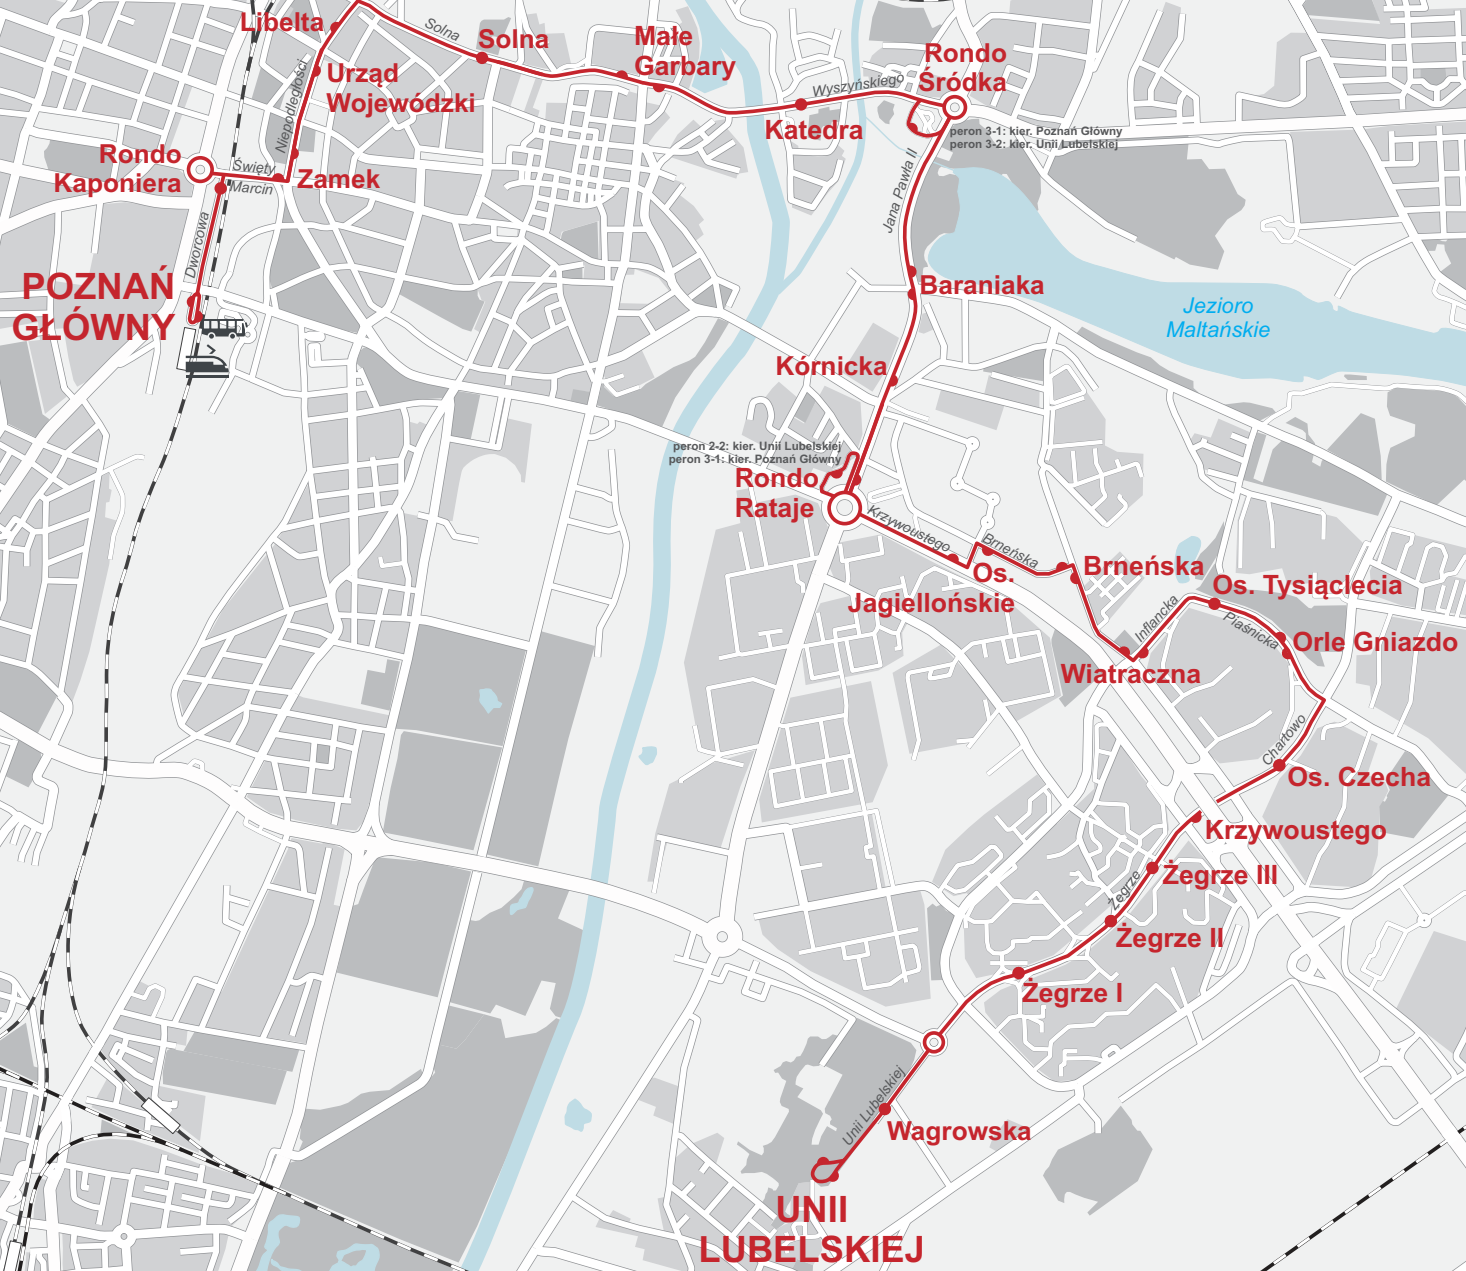 Libelta
Solna
Solna
Małe
Garbary
Rondo
Śródka
Urząd
Wojewódzki
Niepodległości
Wyszyńskiego
Katedra
peron 3-1: kier. Poznań Główny
peron 3-2: kier. Unii Lubelskiej
Rondo
Kaponiera
Święty
Marcin
Zamek
Jana Pawła II
Dworcowa
POZNAŃ
GŁÓWNY
Baraniaka
Jezioro
Maltańskie
Kórnicka
peron 2-2: kier. Unii Lubelskiej
peron 3-1: kier. Poznań Główny
Rondo
Rataje
Krzywoustego
Brneńska
Os.
Jagiellońskie
Brneńska
Os. Tysiąclecia
Inflancka
Piaśnicka
Orle Gniazdo
Wiatraczna
Chartowo
Os. Czecha
Krzywoustego
Żegrze III
Żegrze
Żegrze II
Żegrze I
Unii Lubelskiej
Wagrowska
UNII
LUBELSKIEJ